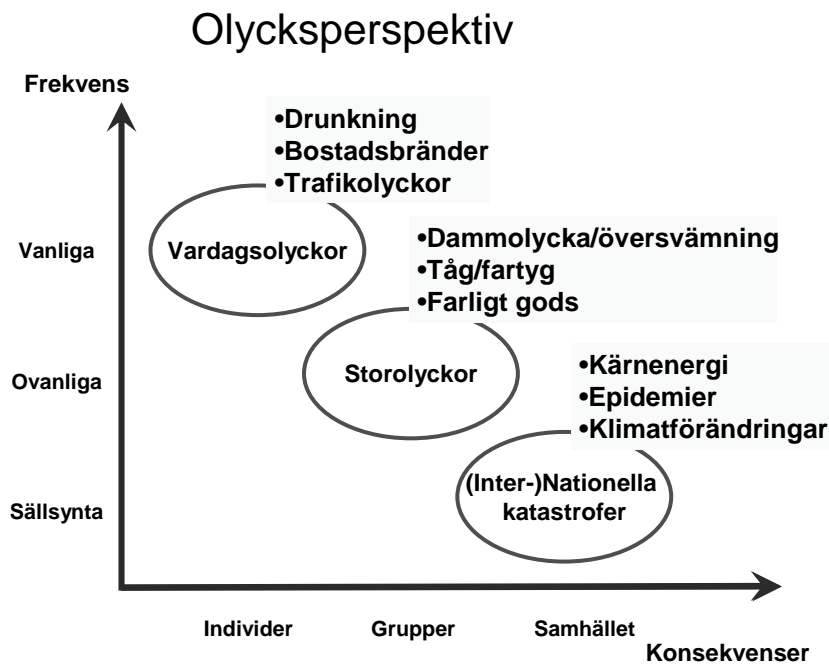 Olycksperspektiv
Frekvens
•Drunkning
•Bostadsbränder
•Trafikolyckor
Vanliga
Vardagsolyckor
•Dammolycka/översvämning
•Tåg/fartyg
•Farligt gods
Ovanliga
Storolyckor
•Kärnenergi
•Epidemier
•Klimatförändringar
Sällsynta
(Inter-)Nationella
katastrofer
Individer
Grupper
Samhället
Konsekvenser